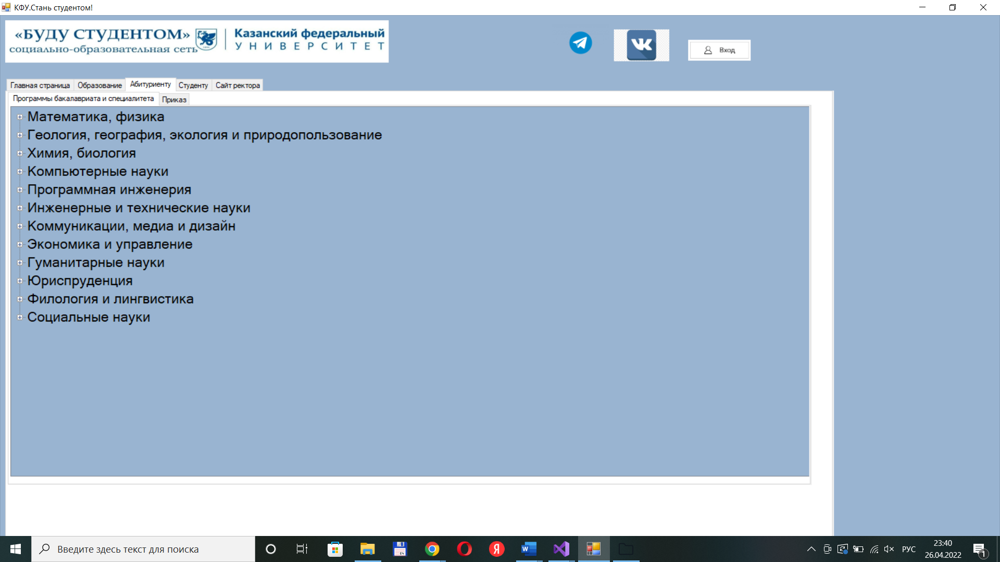 КФУ.Стань студентом!
«БУДУ СТУДЕНТОМ»
социально-образовательная сеть
Казанский федеральный
УНИВЕРСИТЕТ
Вход
Главная страница Образование Абитуриенту Студенту Сайт ректора
Программы бакалавриата и специалитета Приказ
Математика, физика
Геология, география, экология и природопользование
Химия, биология
Компьютерные науки
Программная инженерия
Инженерные и технические науки
Коммуникации, медиа и дизайн
Экономика и управление
Гуманитарные науки
Юриспруденция
Филология и лингвистика
Социальные науки
Введите здесь текст для поиска
РУС
23:40
26.04.2022
1